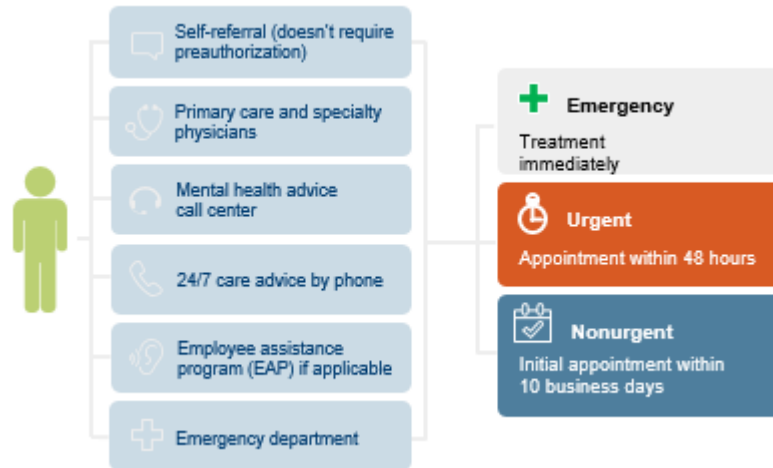 Self-referral (doesn't require
preauthorization)
Primary care and specialty
physicians
Mental health advice
call center
24/7 care advice by phone
Employee assistance
program (EAP) if applicable
Emergency department
Emergency
Treatment
immediately
Urgent
Appointment within 48 hours
Nonurgent
Initial appointment within
10 business days